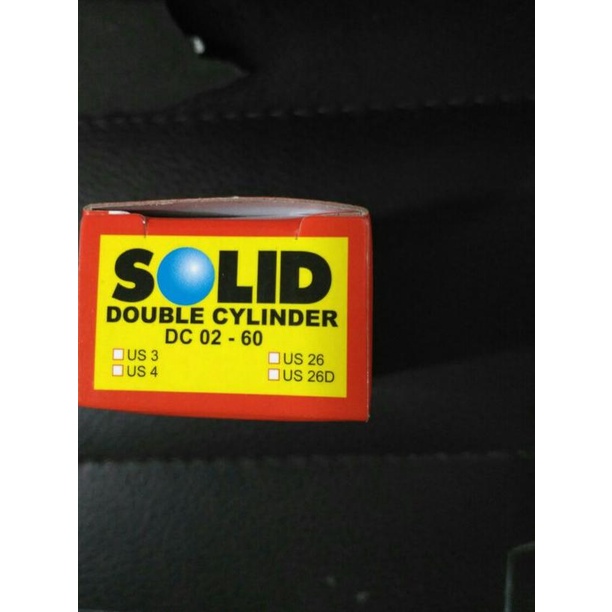 SOLID
DOUBLE CYLINDER
DC 02 - 60
US 3
US 26
US 4
US 26D